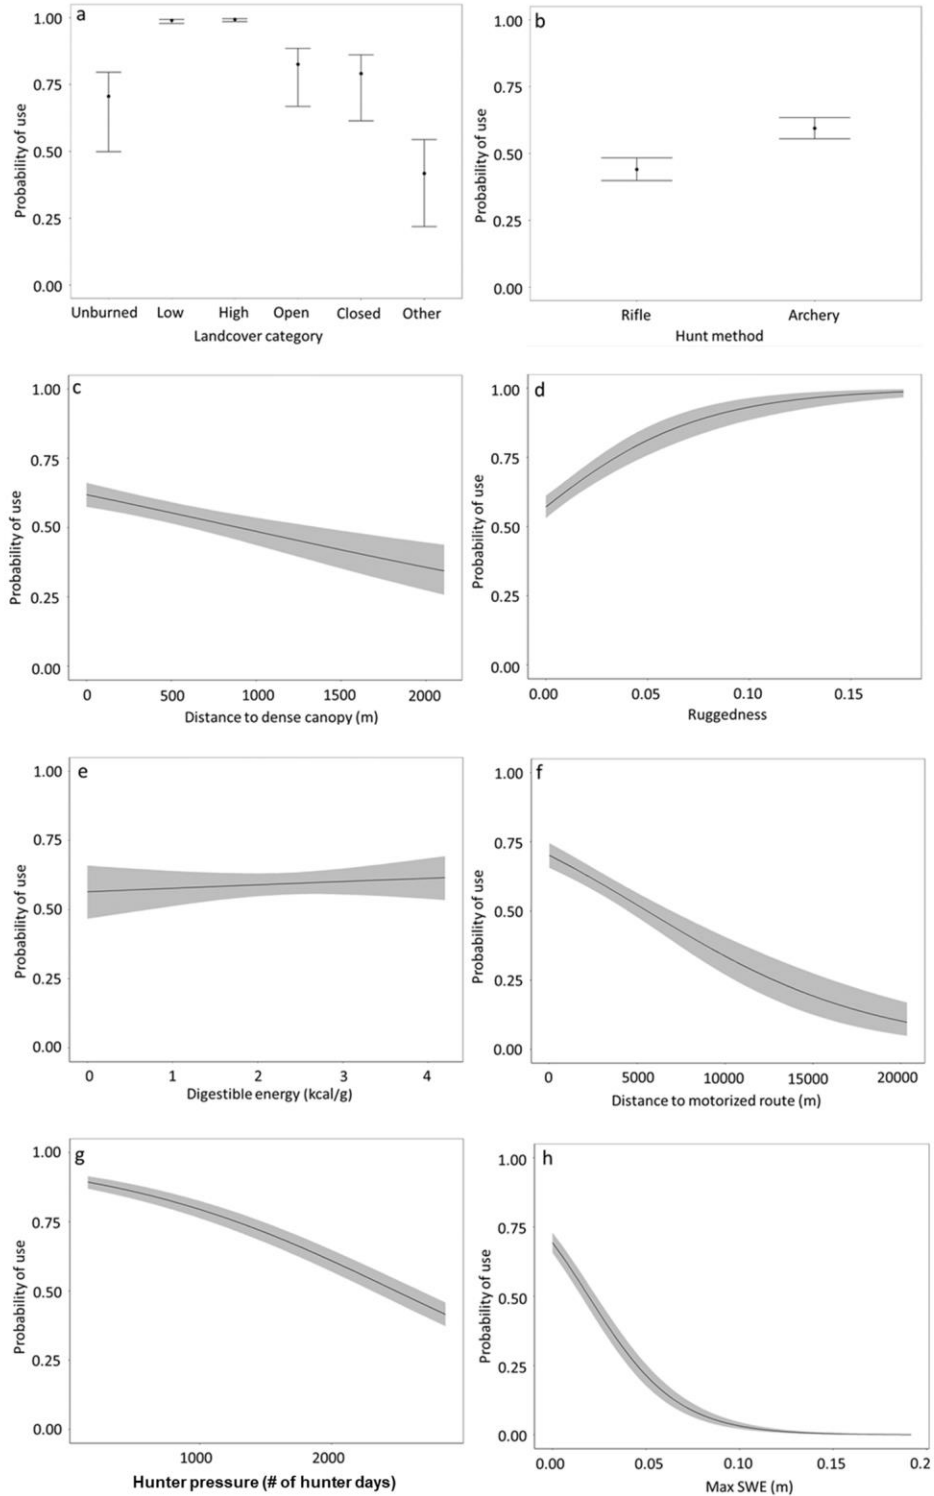 a
1.00
0.75
0.50
0.25
0.00
Probability of use
Unburned Low High Open Closed Other
Landcover category
b
1.00
0.75
0.50
0.25
0.00
Probability of use
Rifle Archery
Hunt method
c
1.00
0.75
0.50
0.25
0.00
Probability of use
0 500 1000 1500 2000
Distance to dense canopy (m)
d
1.00
0.75
0.50
0.25
0.00
Probability of use
0.00 0.05 0.10 0.15
Ruggedness
e
1.00
0.75
0.50
0.25
0.00
Probability of use
0 1 2 3 4
Digestible energy (kcal/g)
f
1.00
0.75
0.50
0.25
0.00
Probability of use
0 5000 10000 15000 20000
Distance to motorized route (m)
g
1.00
0.75
0.50
0.25
0.00
Probability of use
1000 2000
Hunter pressure (# of hunter days)
h
1.00
0.75
0.50
0.25
0.00
Probability of use
0.00 0.05 0.10 0.15 0.2
Max SWE (m)